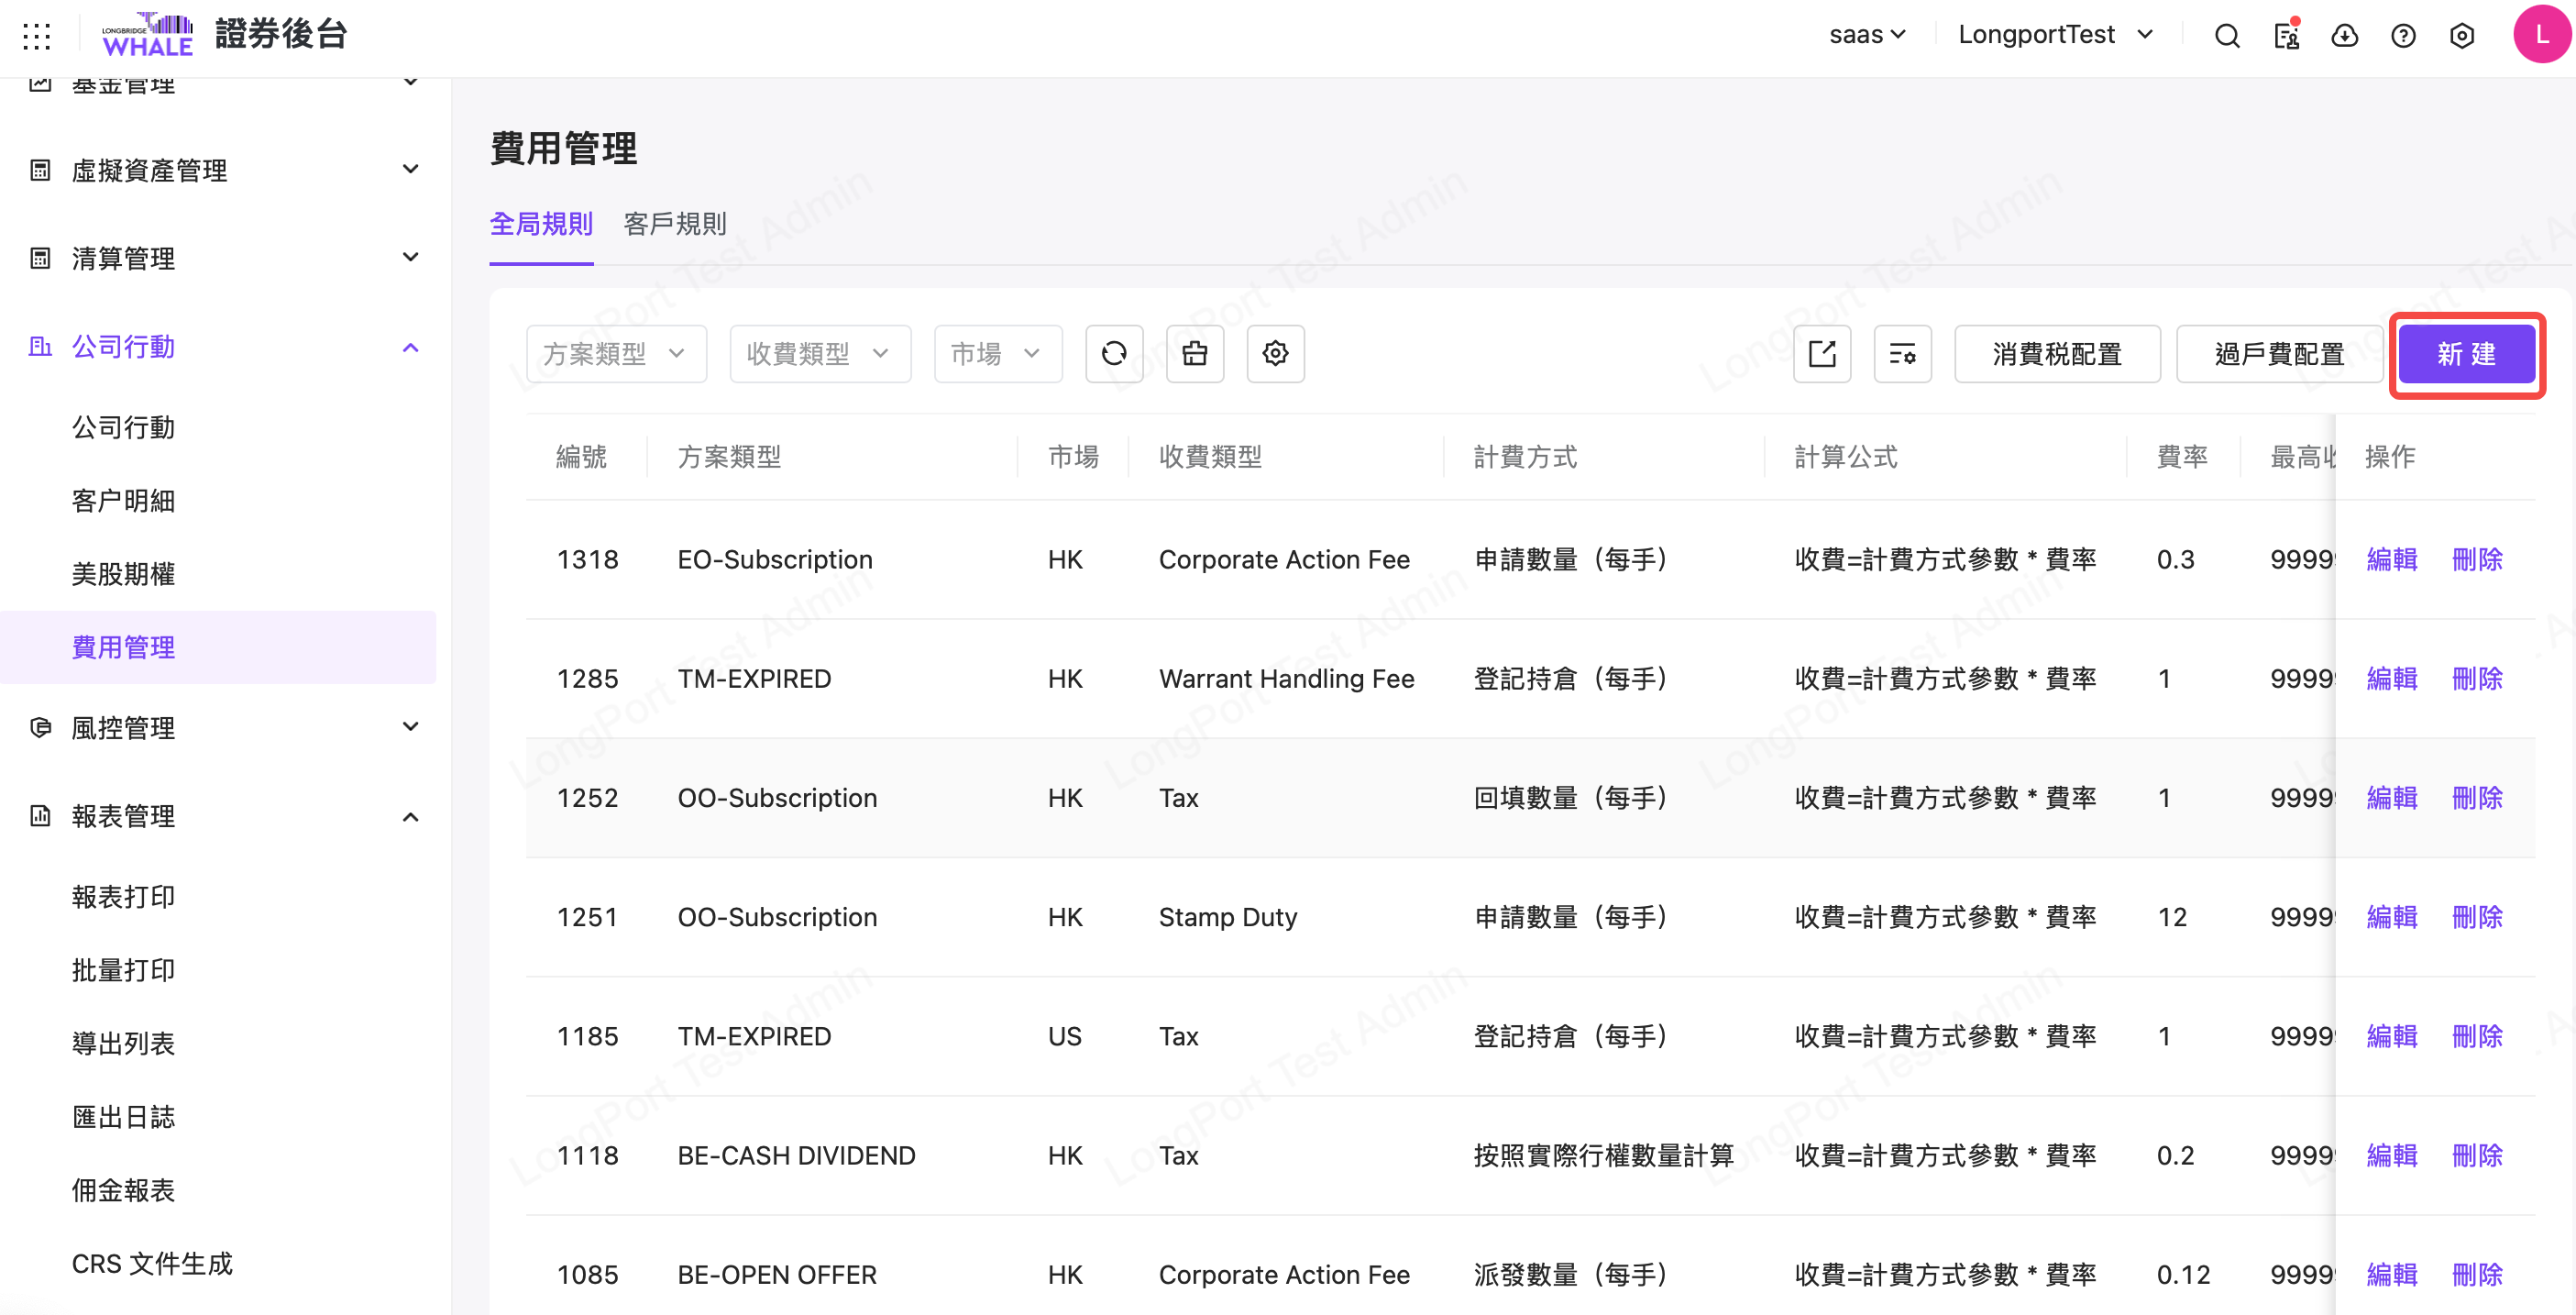 LONGBRIDGE
WHALE
證券後台
saas
LongportTest
L
基金管理
虛擬資產管理
清算管理
公司行動
公司行動
客户明細
美股期權
費用管理
風控管理
報表管理
報表打印
批量打印
導出列表
匯出日誌
佣金報表
CRS 文件生成
費用管理
全局規則 客戶規則
方案類型 收費類型 市場 消費税配置 過戶費配置 新 建
編號 方案類型 市場 收費類型 計費方式 計算公式 費率 最高收 操作
1318 EO-Subscription HK Corporate Action Fee 申請數量（每手） 收費=計費方式參數 * 費率 0.3 9999 編輯 刪除
1285 TM-EXPIRED HK Warrant Handling Fee 登記持倉（每手） 收費=計費方式參數 * 費率 1 9999 編輯 刪除
1252 OO-Subscription HK Tax 回填數量（每手） 收費=計費方式參數 * 費率 1 9999 編輯 刪除
1251 OO-Subscription HK Stamp Duty 申請數量（每手） 收費=計費方式參數 * 費率 12 9999 編輯 刪除
1185 TM-EXPIRED US Tax 登記持倉（每手） 收費=計費方式參數 * 費率 1 9999 編輯 刪除
1118 BE-CASH DIVIDEND HK Tax 按照實際行權數量計算 收費=計費方式參數 * 費率 0.2 9999 編輯 刪除
1085 BE-OPEN OFFER HK Corporate Action Fee 派發數量（每手） 收費=計費方式參數 * 費率 0.12 9999 編輯 刪除
LongPort Test Admin